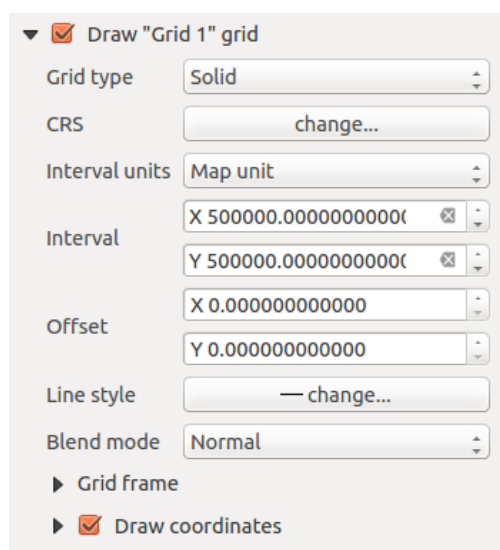 Draw "Grid 1" grid
Grid type Solid
CRS change...
Interval units Map unit
Interval
X 500000.0000000000
Y 500000.0000000000
Offset
X 0.000000000000
Y 0.000000000000
Line style change...
Blend mode Normal
Grid frame
Draw coordinates